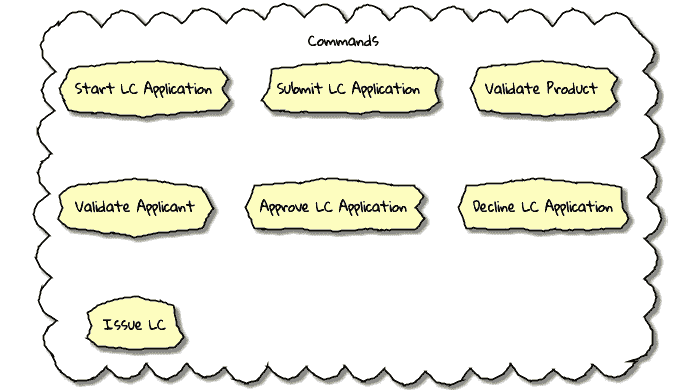 Commands
Start LC Application
Submit LC Application
Validate Product
Validate Applicant
Approve LC Application
Decline LC Application
Issue LC